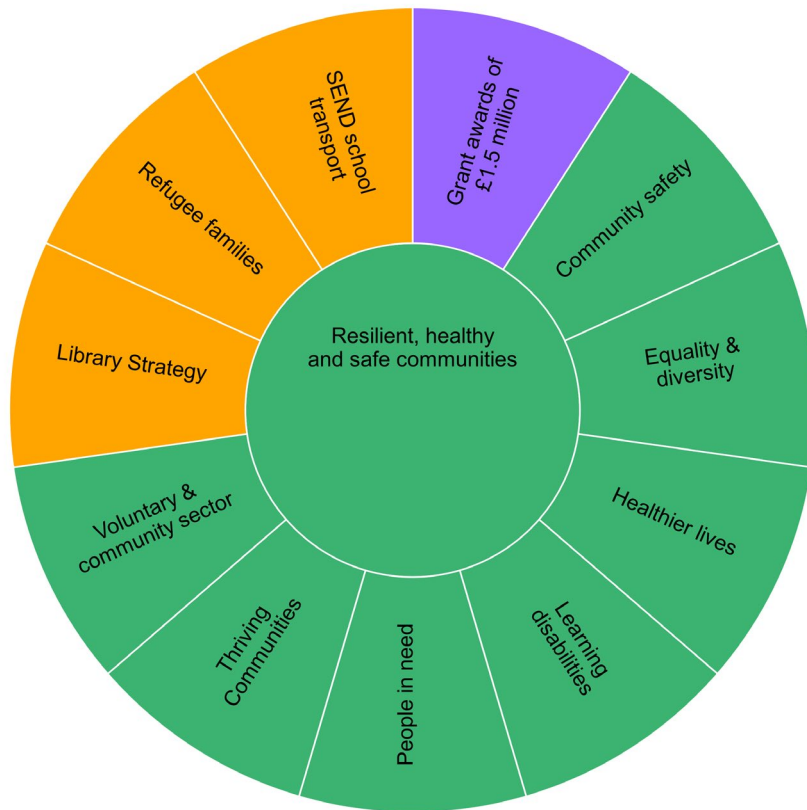 Resilient, healthy
and safe communities
Grant awards of
£1.5 million
Community safety
Equality &
diversity
Healthier lives
Learning
disabilities
People in need
Thriving
Communities
Voluntary &
community sector
Library Strategy
Refugee families
SEND school
transport